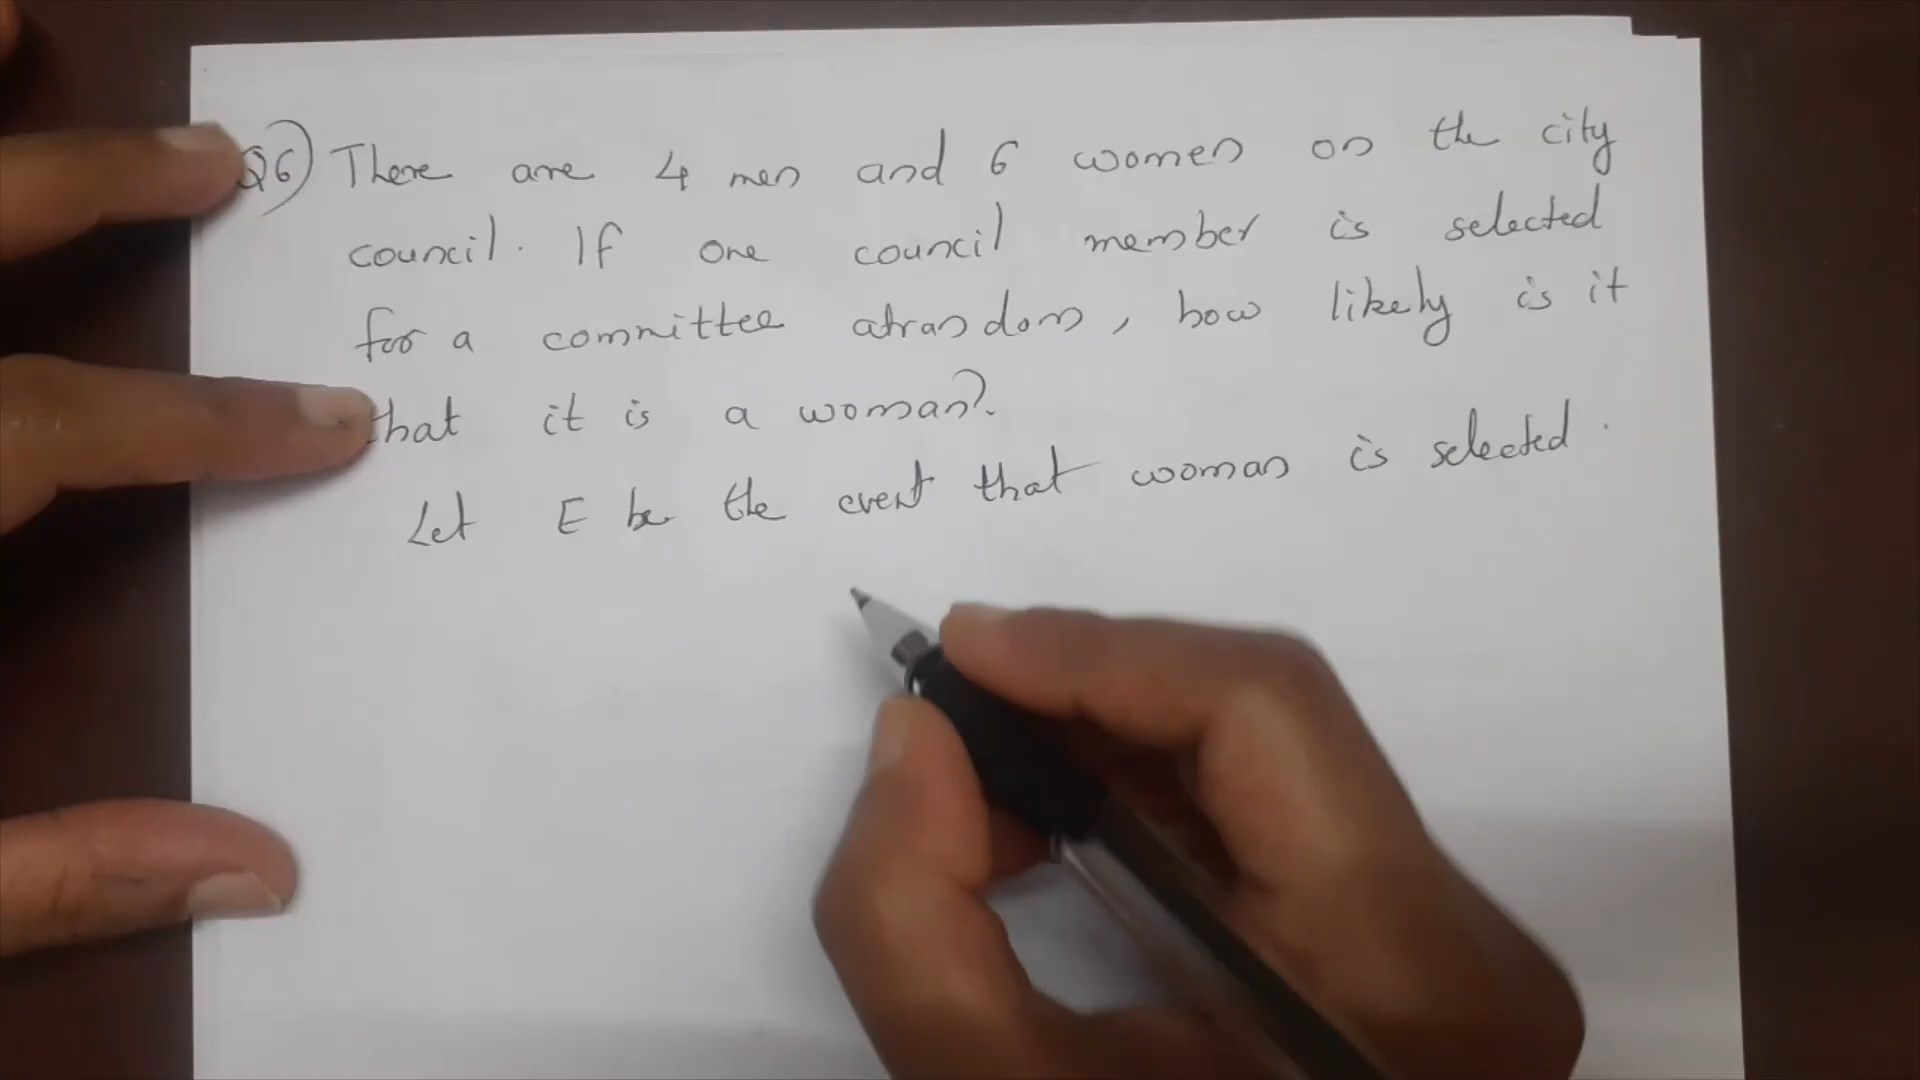 Q6) There are 4 men and 6 women on the city
council. If one council member is selected
for a committee atrandom, how likely is it
that it is a woman?
Let E be the event that woman is selected.